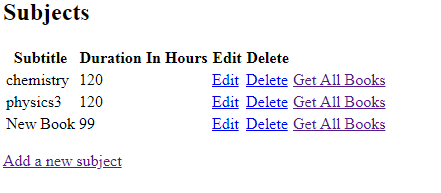 Subjects
Subtitle Duration In Hours Edit Delete
chemistry 120 Edit Delete Get All Books
physics3 120 Edit Delete Get All Books
New Book 99 Edit Delete Get All Books
Add a new subject